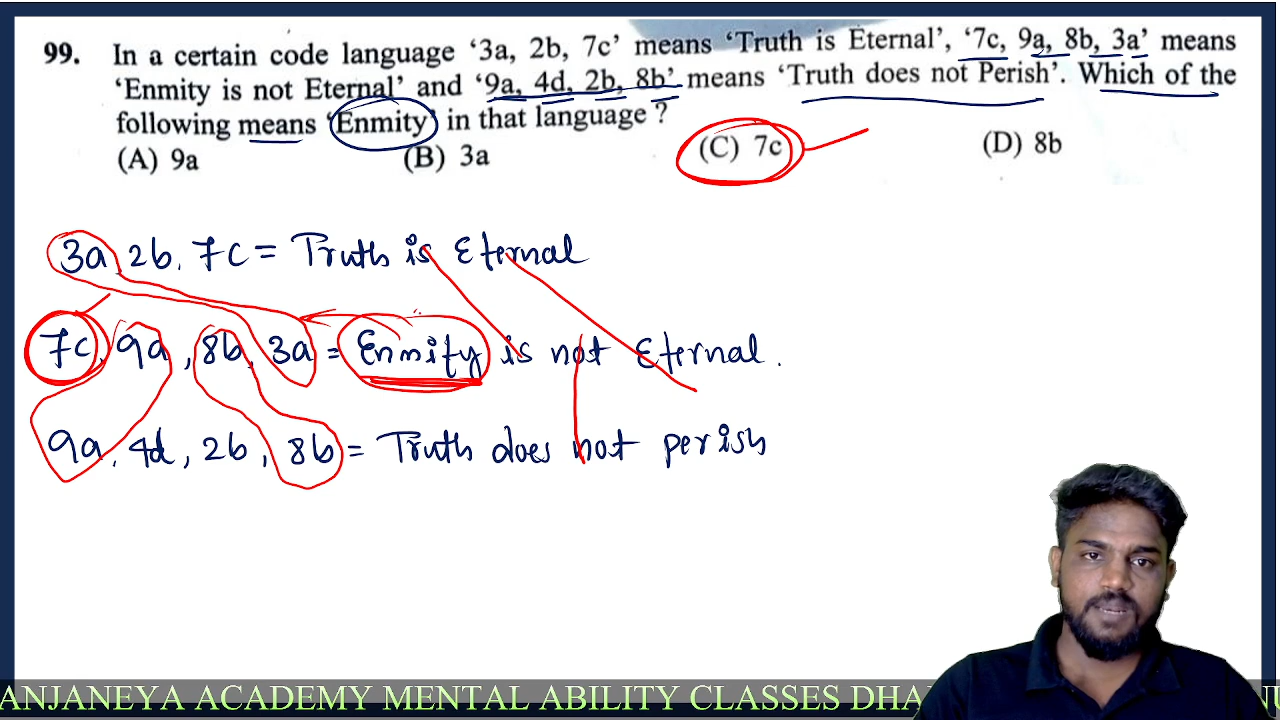 99. In a certain code language ‘3a, 2b, 7c’ means ‘Truth is Eternal’, ‘7c, 9a, 8b, 3a’ means
‘Enmity is not Eternal’ and ‘9a, 4d, 2b, 8b’ means ‘Truth does not Perish’. Which of the
following means ‘Enmity’ in that language ?
(A) 9a (B) 3a (C) 7c (D) 8b
3a, 2b, 7c = Truth is Eternal
7c, 9a, 8b, 3a = Enmity is not Eternal.
9a, 4d, 2b, 8b = Truth does not perish
ANJANEYA ACADEMY MENTAL ABILITY CLASSES